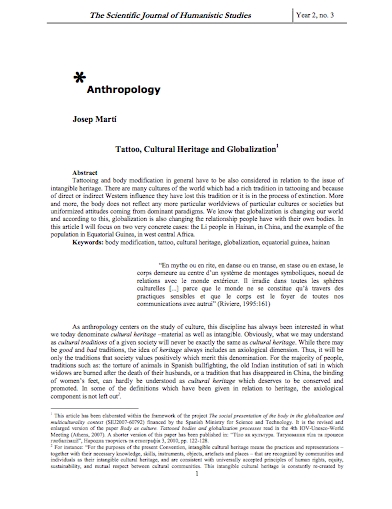 The Scientific Journal of Humanistic Studies Year 2, no. 3
*
Anthropology
Josep Martí
Tattoo, Cultural Heritage and Globalization1
Abstract
Tattooing and body modification in general have to be also considered in relation to the issue of
intangible heritage. There are many cultures of the world which had a rich tradition in tattooing and because
of direct or indirect Western influence they have lost this tradition or it is in the process of extinction. More
and more, the body does not reflect any more particular worldviews of particular cultures or societies but
uniformized attitudes coming from dominant paradigms. We know that globalization is changing our world
and according to this, globalization is also changing the relationship people have with their own bodies. In
this article I will focus on two very concrete cases: the Li people in Hainan, in China, and the example of the
population in Equatorial Guinea, in west central Africa.
Keywords: body modification, tattoo, cultural heritage, globalization, equatorial guinea, hainan
“En mythe ou en rite, en danse ou en transe, en stase ou en extase, le
corps demeure au centre d’un système de montages symboliques, noeud de
relations avec le monde extérieur. Il irradie dans toutes les sphères
culturelles [...] parce que le monde ne se constitue qu’à travers des
practiques sensibles et que le corps est le foyer de toutes nos
communications avec autrui” (Riviere, 1995:161)
As anthropology centers on the study of culture, this discipline has always been interested in what
we today denominate cultural heritage –material as well as intangible. Obviously, what we may understand
as cultural traditions of a given society will never be exactly the same as cultural heritage. While there may
be good and bad traditions, the idea of heritage always includes an axiological dimension. Thus, it will be
only the traditions that society values positively which merit this denomination. For the majority of people,
traditions such as: the torture of animals in Spanish bullfighting, the old Indian institution of sati in which
widows are burned after the death of their husbands, or a tradition that has disappeared in China, the binding
of women’s feet, can hardly be understood as cultural heritage which deserves to be conserved and
promoted. In some of the definitions which have been given in relation to heritage, the axiological
component is not left out2.
1 This article has been elaborated within the framework of the project The social presentation of the body in the globalization and
multiculturality context (SEJ2007-60792) financed by the Spanish Ministry for Science and Technology. It is the revised and
enlarged version of the paper Body as culture. Tattooed bodies and globalization processes read in the 4th IOV-Unesco-World
Meeting (Athens, 2007). A shorter version of this paper has been published in: “Тіло як культура.
3, 2010, pp. 122-128.
2 For instance: “For the purposes of the present Convention, intangible cultural heritage means the practices and representations –
together with their necessary knowledge, skills, instruments, objects, artefacts and places – that are recognized by communities and
individuals as their intangible cultural heritage, and are consistent with universally accepted principles of human rights, equity,
sustainability, and mutual respect between cultural communities. This intangible cultural heritage is constantly re-created by
1